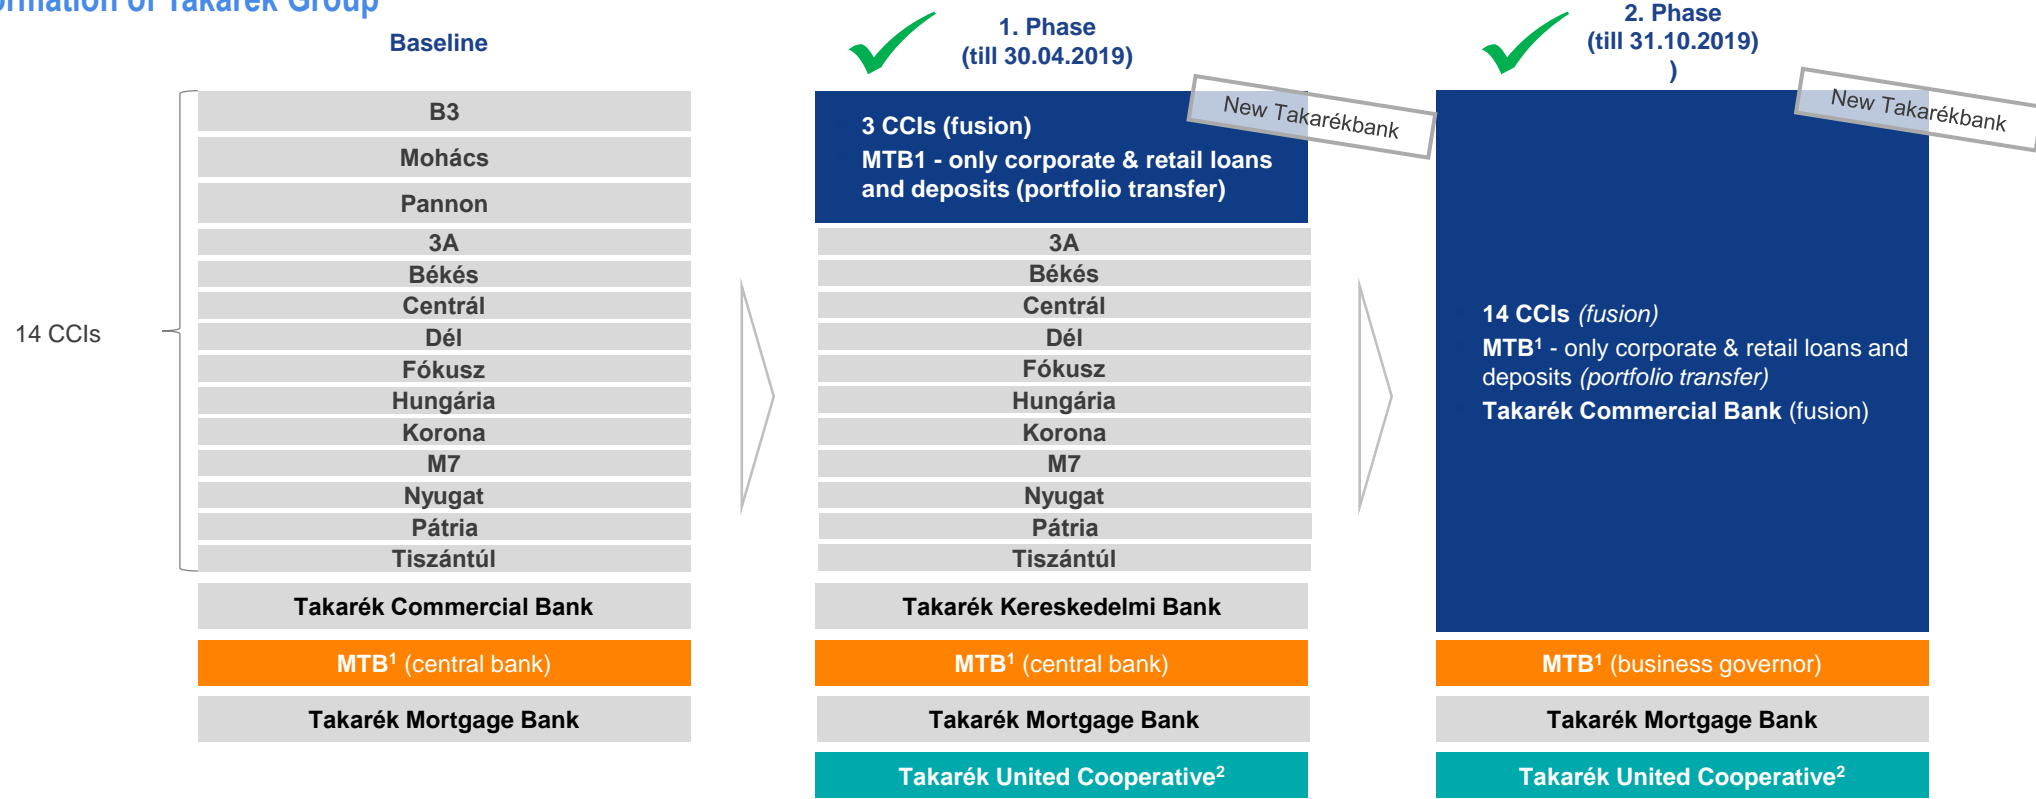 ormation of Takarék Group
Baseline
14 CCIs
B3
Mohács
Pannon
3A
Békés
Centrál
Dél
Fókusz
Hungária
Korona
M7
Nyugat
Pátria
Tiszántúl
Takarék Commercial Bank
MTB¹ (central bank)
Takarék Mortgage Bank
1. Phase
(till 30.04.2019)
New Takarékbank
3 CCIs (fusion)
MTB1 - only corporate & retail loans
and deposits (portfolio transfer)
3A
Békés
Centrál
Dél
Fókusz
Hungária
Korona
M7
Nyugat
Pátria
Tiszántúl
Takarék Kereskedelmi Bank
MTB¹ (central bank)
Takarék Mortgage Bank
Takarék United Cooperative²
2. Phase
(till 31.10.2019)
)
New Takarékbank
14 CCIs (fusion)
MTB¹ - only corporate & retail loans and
deposits (portfolio transfer)
Takarék Commercial Bank (fusion)
MTB¹ (business governor)
Takarék Mortgage Bank
Takarék United Cooperative²